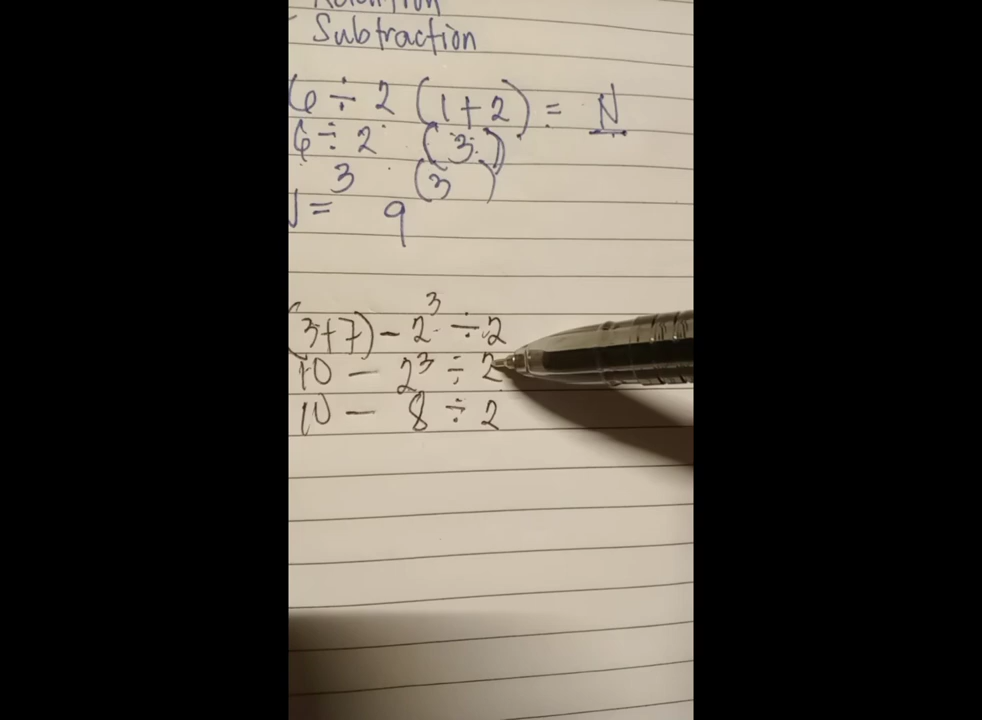 Subtraction
6 ÷ 2 (1+2) = N
6 ÷ 2 (3)
3 (3)
= 9
(3+7) - 2³ ÷ 2
10 - 2³ ÷ 2
10 - 8 ÷ 2